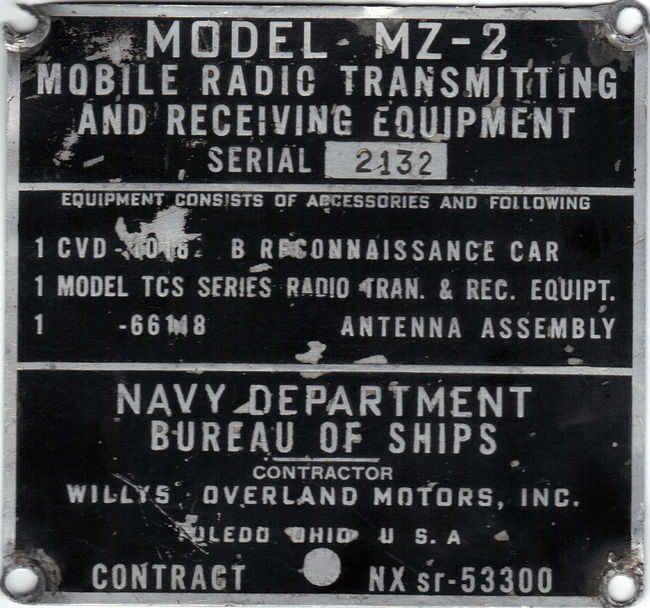 MODEL MZ-2
MOBILE RADIO TRANSMITTING
AND RECEIVING EQUIPMENT
SERIAL 2132
EQUIPMENT CONSISTS OF ACCESSORIES AND FOLLOWING
1 CVD- B RECONNAISSANCE CAR
1 MODEL TCS SERIES RADIO TRAN. & REC. EQUIPT.
1 -66118 ANTENNA ASSEMBLY
NAVY DEPARTMENT
BUREAU OF SHIPS
CONTRACTOR
WILLYS OVERLAND MOTORS, INC.
TOLEDO OHIO U S. A
CONTRACT NX sr-53300